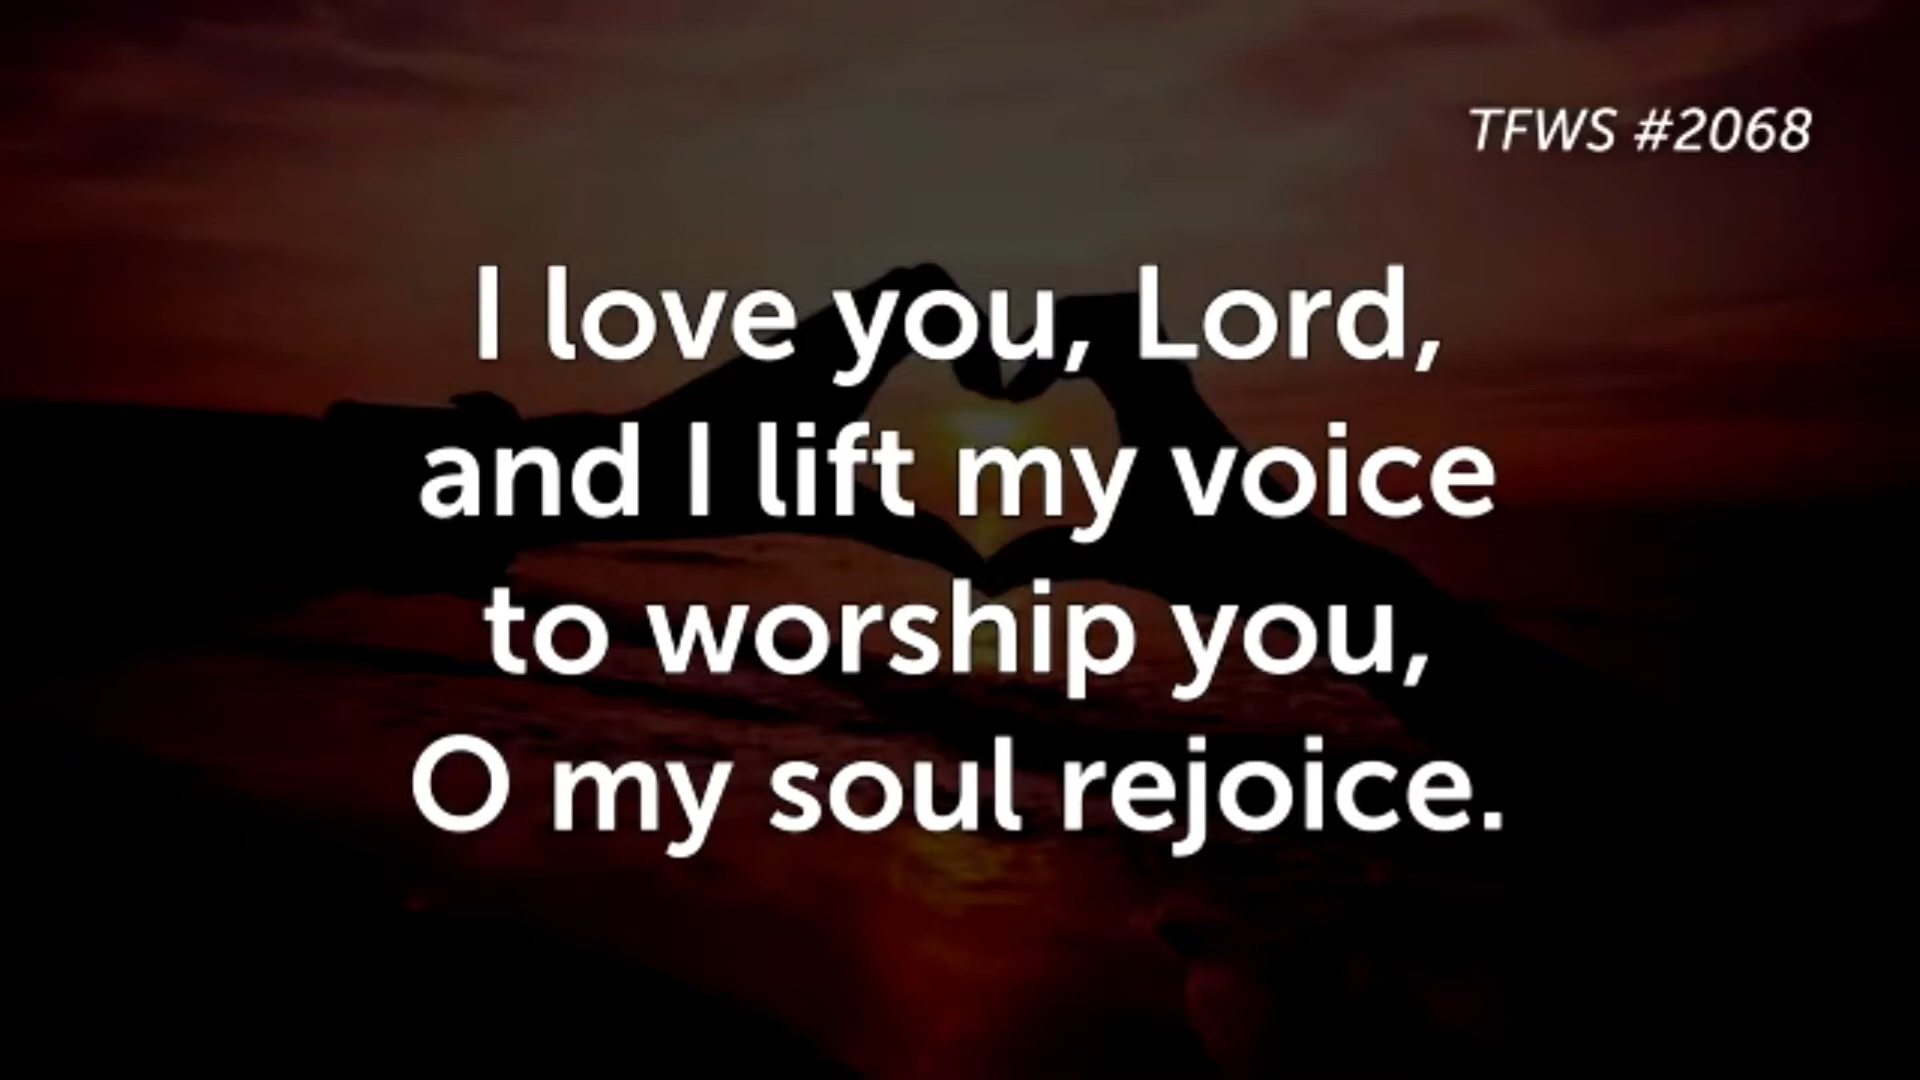 TFWS #2068
I love you, Lord,
and I lift my voice
to worship you,
O my soul rejoice.